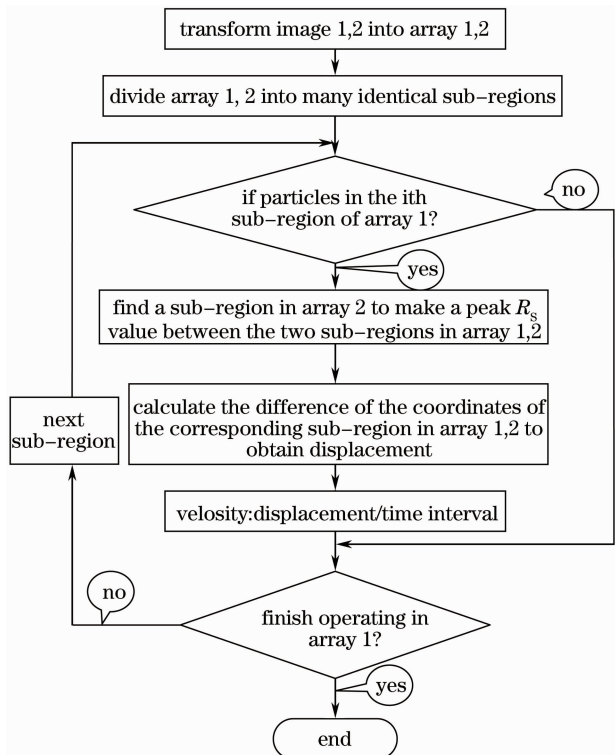 transform image 1,2 into array 1,2
divide array 1, 2 into many identical sub-regions
if particles in the ith
sub-region of array 1?
no
yes
find a sub-region in array 2 to make a peak Rs
value between the two sub-regions in array 1,2
calculate the difference of the coordinates of
the corresponding sub-region in array 1,2 to
obtain displacement
next
sub-region
velosity:displacement/time interval
no
finish operating in
array 1?
yes
end